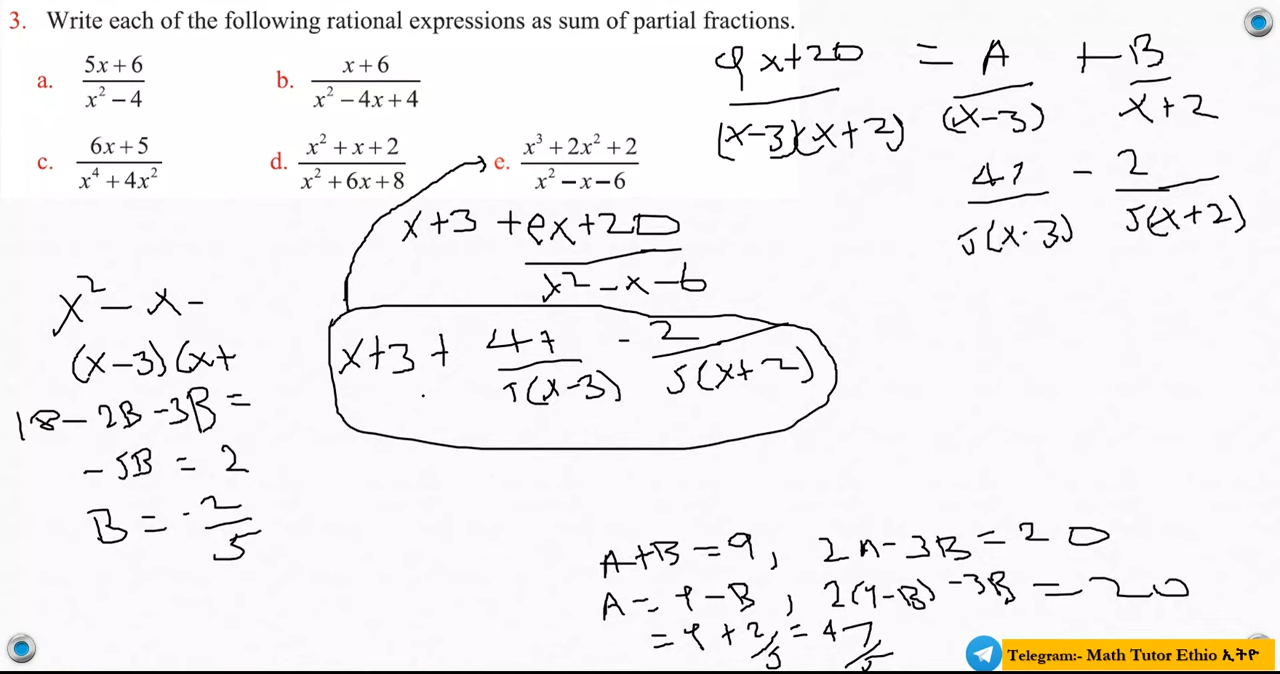 3. Write each of the following rational expressions as sum of partial fractions.
a. (5x + 6)/(x² − 4) b. (x + 6)/(x² − 4x + 4)
c. (6x + 5)/(x⁴ + 4x²) d. (x² + x + 2)/(x² + 6x + 8) e. (x³ + 2x² + 2)/(x² − x − 6)
(9x+20)/((x−3)(x+2)) = A/(x−3) + B/(x+2)
47/(5(x-3)) − 2/(5(x+2))
x+3 + (9x+20)/(x²−x−6)
x+3 + 47/(5(x−3)) − 2/(5(x+2))
x² − x −
(x−3)(x+
18 − 2B − 3B =
−5B = 2
B = -2/5
A+B = 9, 2A − 3B = 20
A = 9 − B, 2(9−B) − 3B = 20
= 9 + 2/5 = 47/5
Telegram:- Math Tutor Ethio ኢትዮ